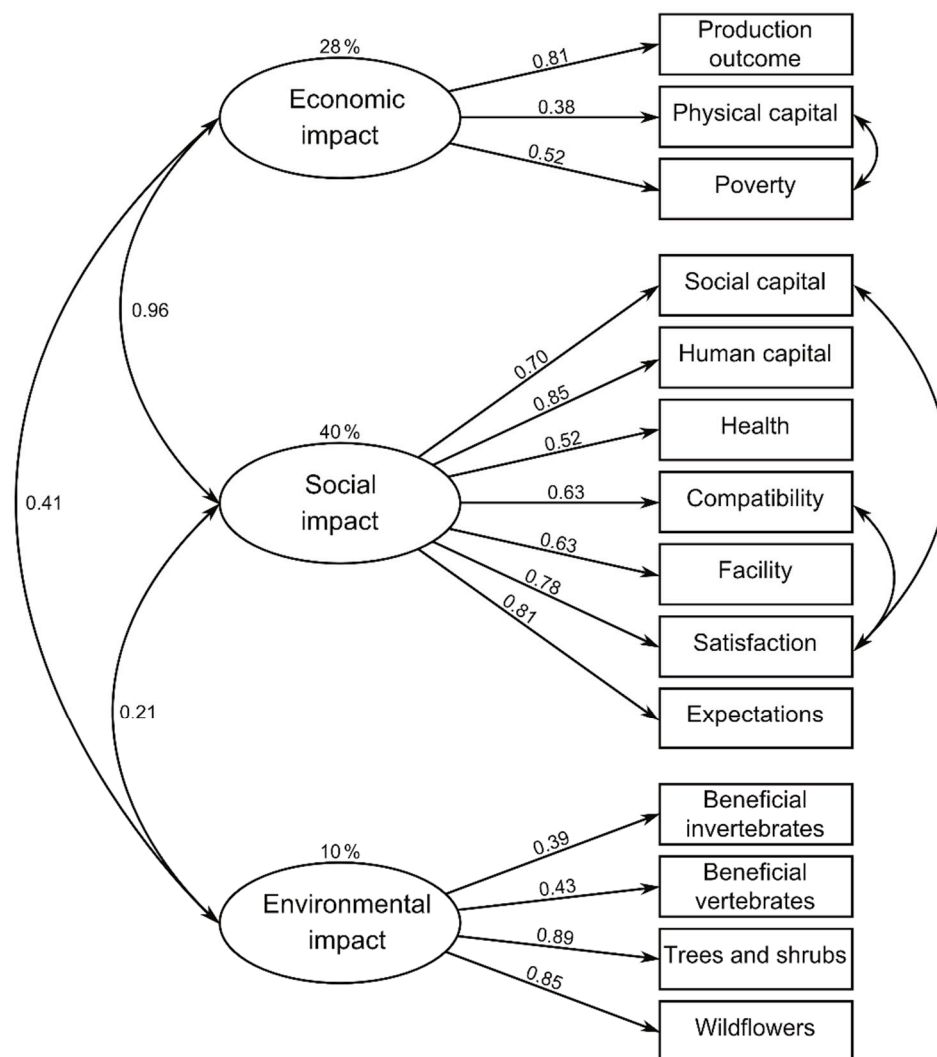 28 %
Economic
impact
0.81
0.38
0.52
Production
outcome
Physical capital
Poverty
0.96
0.41
40 %
Social
impact
0.70
0.85
0.52
0.63
0.63
0.78
0.81
Social capital
Human capital
Health
Compatibility
Facility
Satisfaction
Expectations
0.21
10 %
Environmental
impact
0.39
0.43
0.89
0.85
Beneficial
invertebrates
Beneficial
vertebrates
Trees and shrubs
Wildflowers